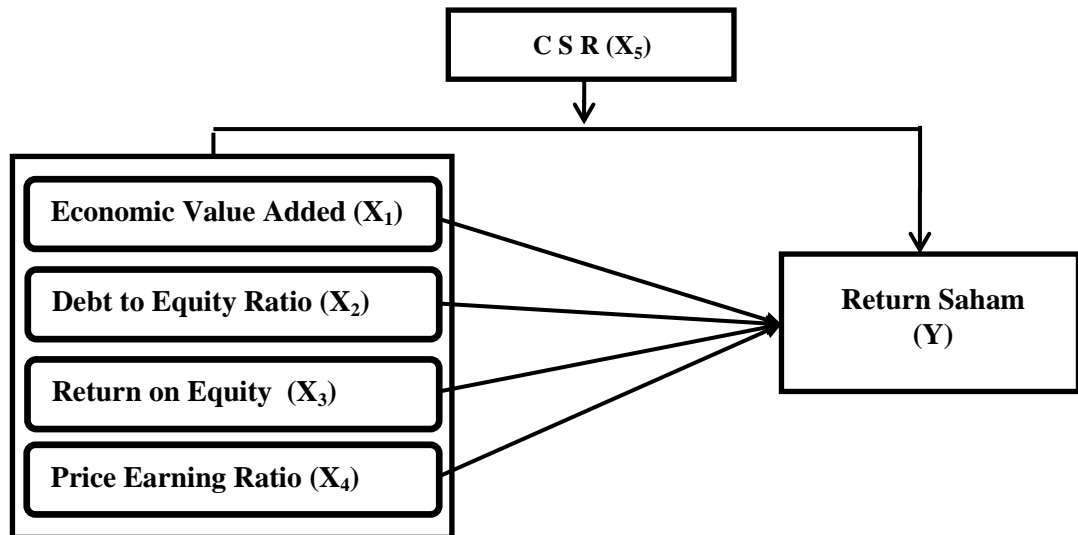 C S R (X₅)
Economic Value Added (X₁)
Debt to Equity Ratio (X₂)
Return on Equity (X₃)
Price Earning Ratio (X₄)
Return Saham
(Y)